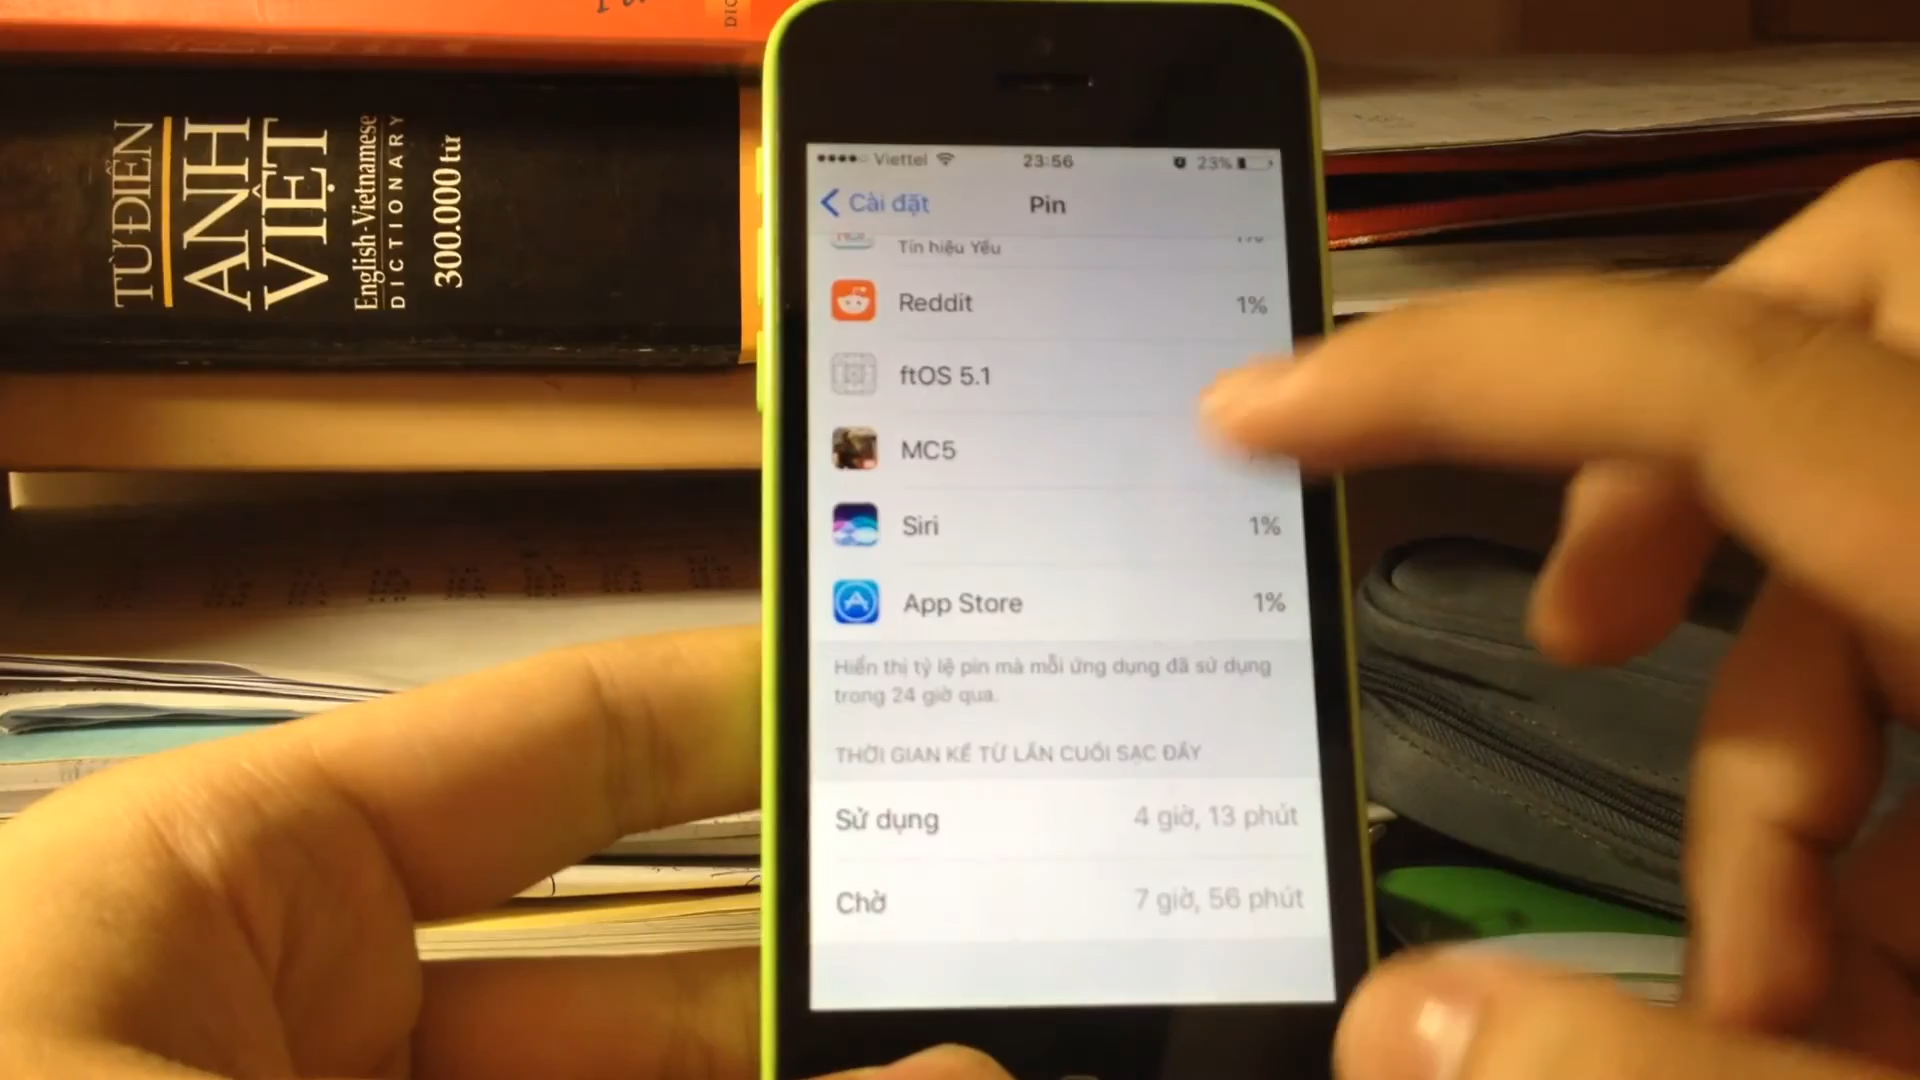 TỪ ĐIỂN
ANH
VIỆT
English-Vietnamese
DICTIONARY
300.000 từ
Viettel 23:56 23%
Cài đặt Pin
Tín hiệu Yếu
Reddit 1%
ftOS 5.1
MC5
Siri 1%
App Store 1%
Hiển thị tỷ lệ pin mà mỗi ứng dụng đã sử dụng
trong 24 giờ qua.
THỜI GIAN KỂ TỪ LẦN CUỐI SẠC ĐẦY
Sử dụng 4 giờ, 13 phút
Chờ 7 giờ, 56 phút